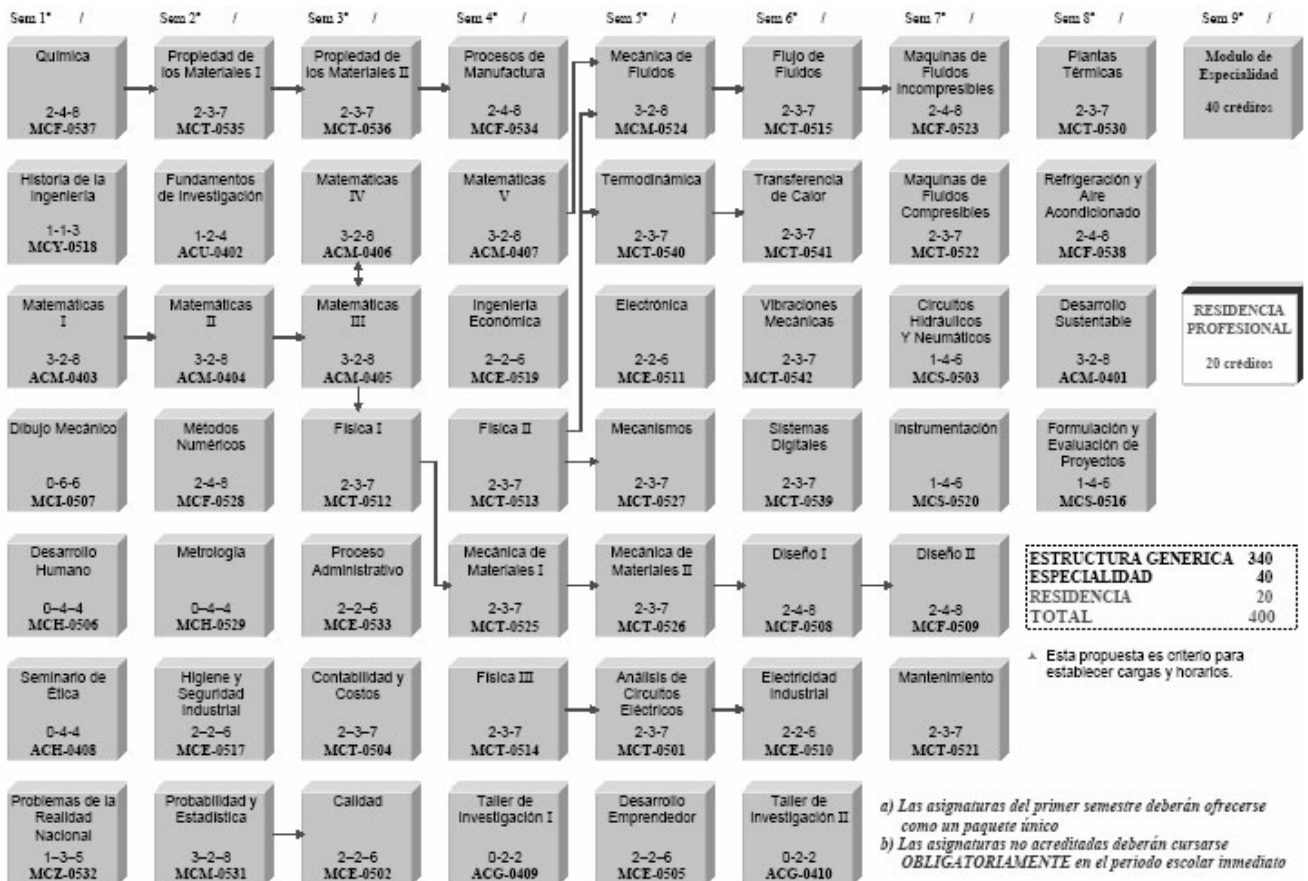 Sem 1° /
Sem 2° /
Sem 3° /
Sem 4° /
Sem 5° /
Sem 6° /
Sem 7° /
Sem 8° /
Sem 9° /
Química
2-4-8
MCF-0537
Propiedad de
los Materiales I
2-3-7
MCT-0535
Propiedad de
los Materiales II
2-3-7
MCT-0536
Procesos de
Manufactura
2-4-8
MCF-0534
Mecánica de
Fluidos
3-2-8
MCM-0524
Flujo de
Fluidos
2-3-7
MCT-0515
Maquinas de
Fluidos
Incompresibles
2-4-8
MCF-0523
Plantas
Térmicas
2-3-7
MCT-0530
Modulo de
Especialidad
40 créditos
Historia de la
Ingeniería
1-1-3
MCY-0518
Fundamentos
de Investigación
1-2-4
ACU-0402
Matemáticas
IV
3-2-8
ACM-0406
Matemáticas
V
3-2-8
ACM-0407
Termodinámica
2-3-7
MCT-0540
Transferencia
de Calor
2-3-7
MCT-0541
Maquinas de
Fluidos
Compresibles
2-3-7
MCT-0522
Refrigeración y
Aire
Acondicionado
2-4-8
MCF-0538
Matemáticas
I
3-2-8
ACM-0403
Matemáticas
II
3-2-8
ACM-0404
Matemáticas
III
3-2-8
ACM-0405
Ingeniería
Económica
2–2–6
MCE-0519
Electrónica
2-2-6
MCE-0511
Vibraciones
Mecánicas
2-3-7
MCT-0542
Circuitos
Hidráulicos
Y Neumáticos
1-4-6
MCS-0503
Desarrollo
Sustentable
3-2-8
ACM-0401
RESIDENCIA
PROFESIONAL
20 créditos
Dibujo Mecánico
0-6-6
MCI-0507
Métodos
Numéricos
2-4-8
MCF-0528
Física I
2-3-7
MCT-0512
Física II
2-3-7
MCT-0513
Mecanismos
2-3-7
MCT-0527
Sistemas
Digitales
2-3-7
MCT-0539
Instrumentación
1-4-6
MCS-0520
Formulación y
Evaluación de
Proyectos
1-4-6
MCS-0516
Desarrollo
Humano
0–4–4
MCH-0506
Metrología
0–4–4
MCH-0529
Proceso
Administrativo
2–2–6
MCE-0533
Mecánica de
Materiales I
2-3-7
MCT-0525
Mecánica de
Materiales II
2-3-7
MCT-0526
Diseño I
2-4-8
MCF-0508
Diseño II
2-4-8
MCF-0509
ESTRUCTURA GENERICA 340
ESPECIALIDAD 40
RESIDENCIA 20
TOTAL 400
Esta propuesta es criterio para
establecer cargas y horarios.
Seminario de
Ética
0-4-4
ACH-0408
Higiene y
Seguridad
Industrial
2–2–6
MCE-0517
Contabilidad y
Costos
2–3–7
MCT-0504
Física III
2-3-7
MCT-0514
Análisis de
Circuitos
Eléctricos
2-3-7
MCT-0501
Electricidad
Industrial
2-2-6
MCE-0510
Mantenimiento
2-3-7
MCT-0521
Problemas de la
Realidad
Nacional
1–3–5
MCZ-0532
Probabilidad y
Estadística
3–2–8
MCM-0531
Calidad
2–2–6
MCE-0502
Taller de
Investigación I
0-2-2
ACG-0409
Desarrollo
Emprendedor
2–2–6
MCE-0505
Taller de
Investigación II
0-2-2
ACG-0410
a) Las asignaturas del primer semestre deberán ofrecerse
como un paquete único
b) Las asignaturas no acreditadas deberán cursarse
OBLIGATORIAMENTE en el periodo escolar inmediato